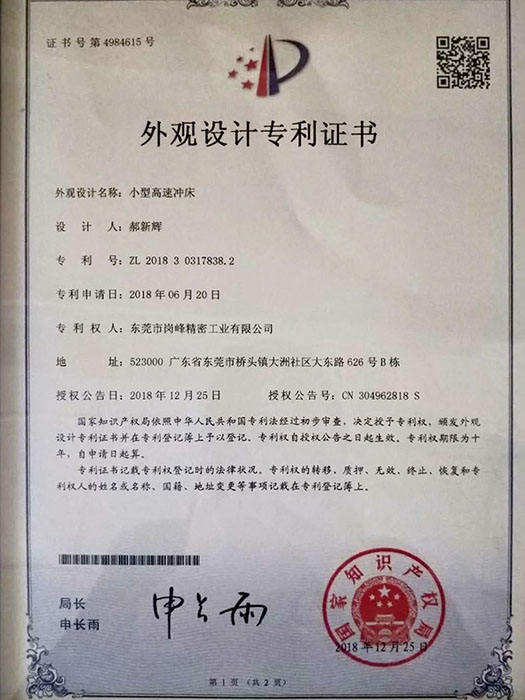 证书号第4984615号
外观设计专利证书
外观设计名称：小型高速冲床
设 计 人：郝新辉
专 利 号：ZL 2018 3 0317838.2
专利申请日：2018年06月20日
专 利 权 人：东莞市岗峰精密工业有限公司
地 址：523000 广东省东莞市桥头镇大洲社区大东路626号B栋
授权公告日：2018年12月25日 授权公告号：CN 304962818 S
国家知识产权局依照中华人民共和国专利法经过初步审查，决定授予专利权，颁发外观
设计专利证书并在专利登记簿上予以登记。专利权自授权公告之日起生效。专利权期限为十
年，自申请日起算。
专利证书记载专利权登记时的法律状况。专利权的转移、质押、无效、终止、恢复和专
利权人的姓名或名称、国籍、地址变更等事项记载在专利登记簿上。
局长
申长雨
申长雨
国家知识产权局
2018年12月25日
第1页（共2页）